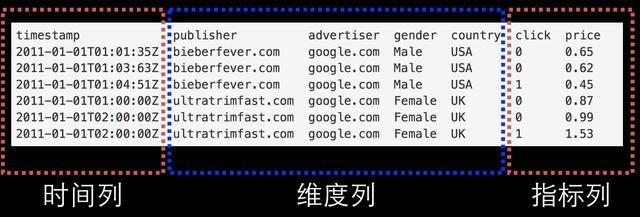 timestamp publisher advertiser gender country click price
2011-01-01T01:01:35Z bieberfever.com google.com Male USA 0 0.65
2011-01-01T01:03:63Z bieberfever.com google.com Male USA 0 0.62
2011-01-01T01:04:51Z bieberfever.com google.com Male USA 1 0.45
2011-01-01T01:00:00Z ultratrimfast.com google.com Female UK 0 0.87
2011-01-01T02:00:00Z ultratrimfast.com google.com Female UK 0 0.99
2011-01-01T02:00:00Z ultratrimfast.com google.com Female UK 1 1.53
时间列 维度列 指标列